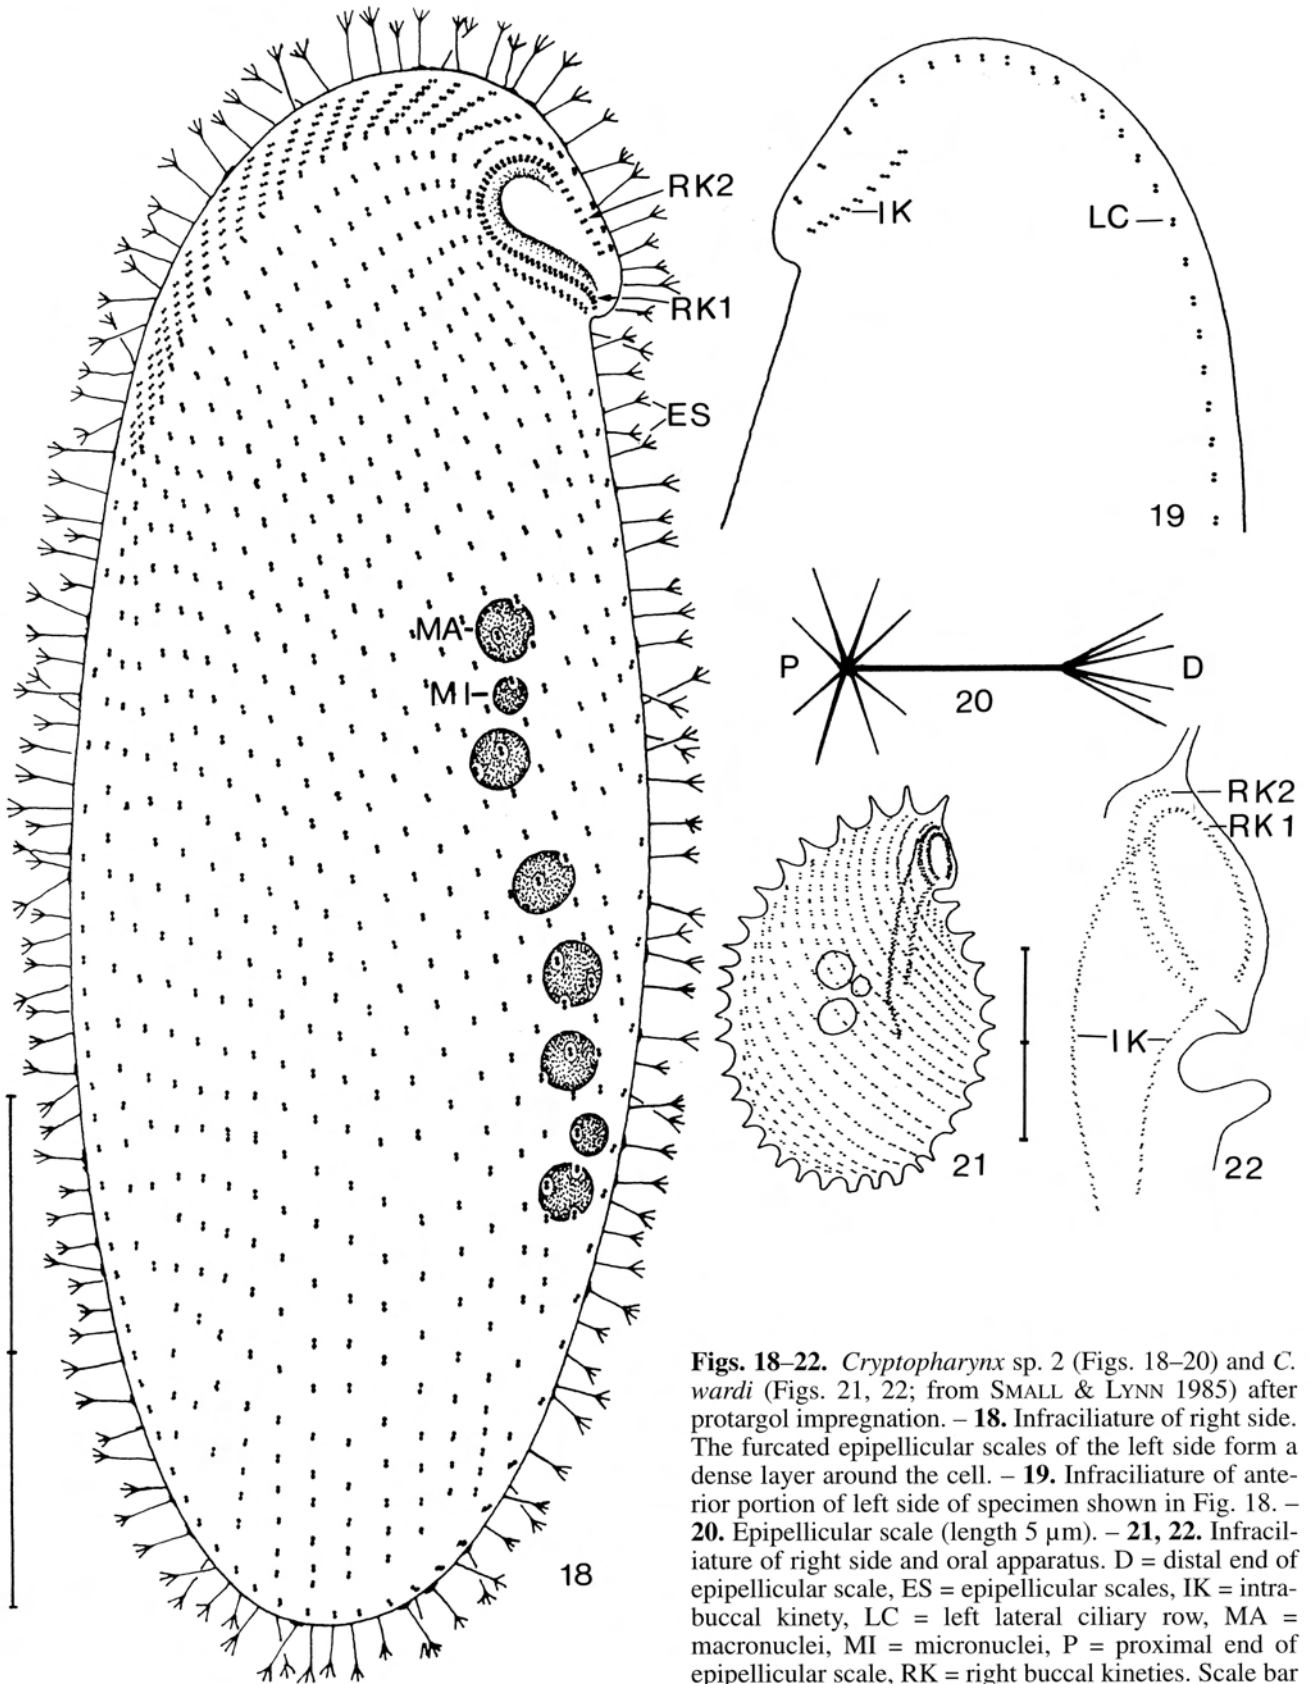 RK2
RK1
ES
MA
MI
18
IK
LC
19
P
D
20
21
RK2
RK1
IK
22
Figs. 18–22. Cryptopharynx sp. 2 (Figs. 18–20) and C.
wardi (Figs. 21, 22; from SMALL & LYNN 1985) after
protargol impregnation. – 18. Infraciliature of right side.
The furcated epipellicular scales of the left side form a
dense layer around the cell. – 19. Infraciliature of ante-
rior portion of left side of specimen shown in Fig. 18. –
20. Epipellicular scale (length 5 µm). – 21, 22. Infracil-
iature of right side and oral apparatus. D = distal end of
epipellicular scale, ES = epipellicular scales, IK = intra-
buccal kinety, LC = left lateral ciliary row, MA =
macronuclei, MI = micronuclei, P = proximal end of
epipellicular scale, RK = right buccal kineties. Scale bar